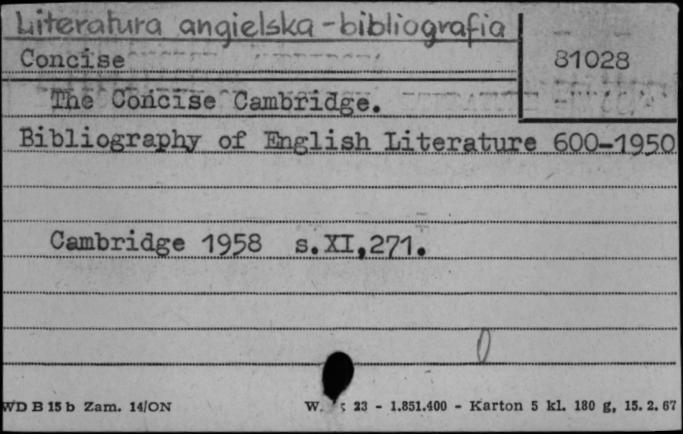 Literatura angielska - bibliografia
81028
Concise
The Concise Cambridge.
Bibliography of English Literature 600-1950
Cambridge 1958 s.XI,271.
0
WD B 15 b Zam. 14/ON
23 - 1.851.400 - Karton 5 kl. 180 g, 15. 2. 67